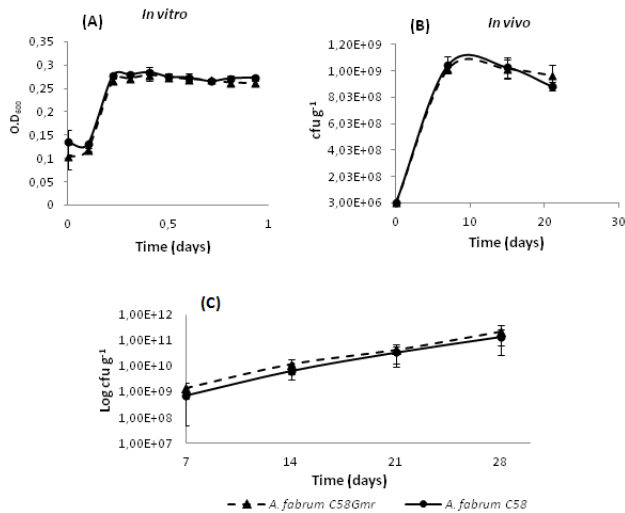 (A)
In vitro
0,35
0,3
0,25
0,2
0,15
0,1
0,05
0
O.D600
0
0,5
1
Time (days)
(B)
In vivo
1,20E+09
1,00E+09
8,03E+08
6,03E+08
4,03E+08
2,03E+08
3,00E+06
cfu g-1
0
10
20
30
Time (days)
(C)
1,00E+12
1,00E+11
1,00E+10
1,00E+09
1,00E+08
1,00E+07
Log cfu g-1
7
14
21
28
Time (days)
A. fabrum C58Gmr
A. fabrum C58